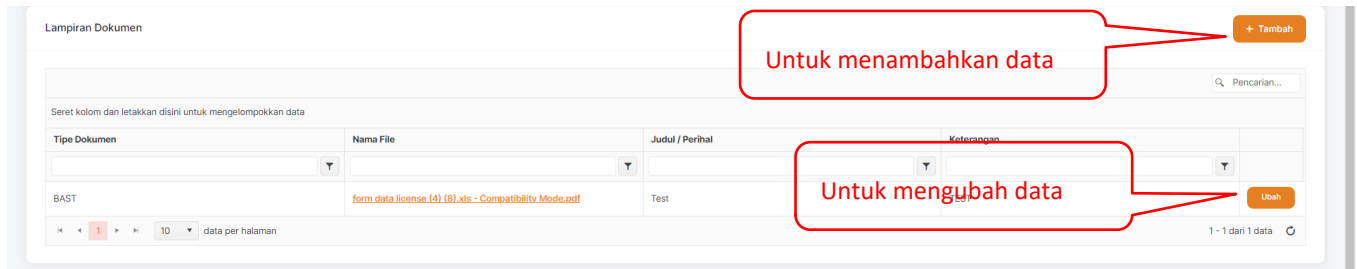 Lampiran Dokumen
+ Tambah
Untuk menambahkan data
Pencarian...
Seret kolom dan letakkan disini untuk mengelompokkan data
Tipe Dokumen Nama File Judul / Perihal Keterangan
BAST form data license (4) (8).xls - Compatibility Mode.pdf Test TEST Ubah
Untuk mengubah data
1 10 data per halaman 1 - 1 dari 1 data